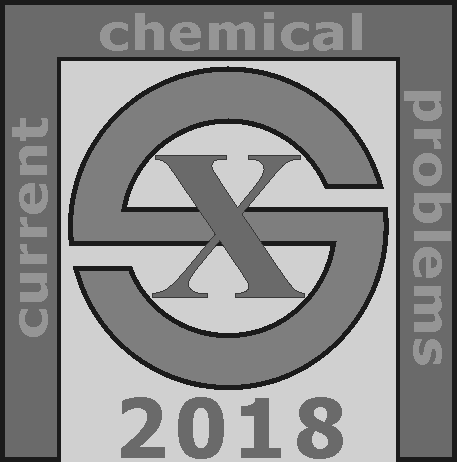 current
chemical
problems
S
X
2018